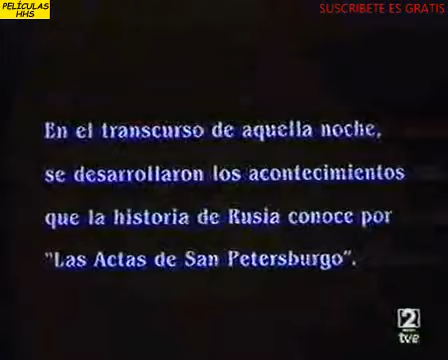 PELÍCULAS
HHS
SUSCRIBETE ES GRATIS
En el transcurso de aquella noche,
se desarrollaron los acontecimientos
que la historia de Rusia conoce por
"Las Actas de San Petersburgo".
2
tve